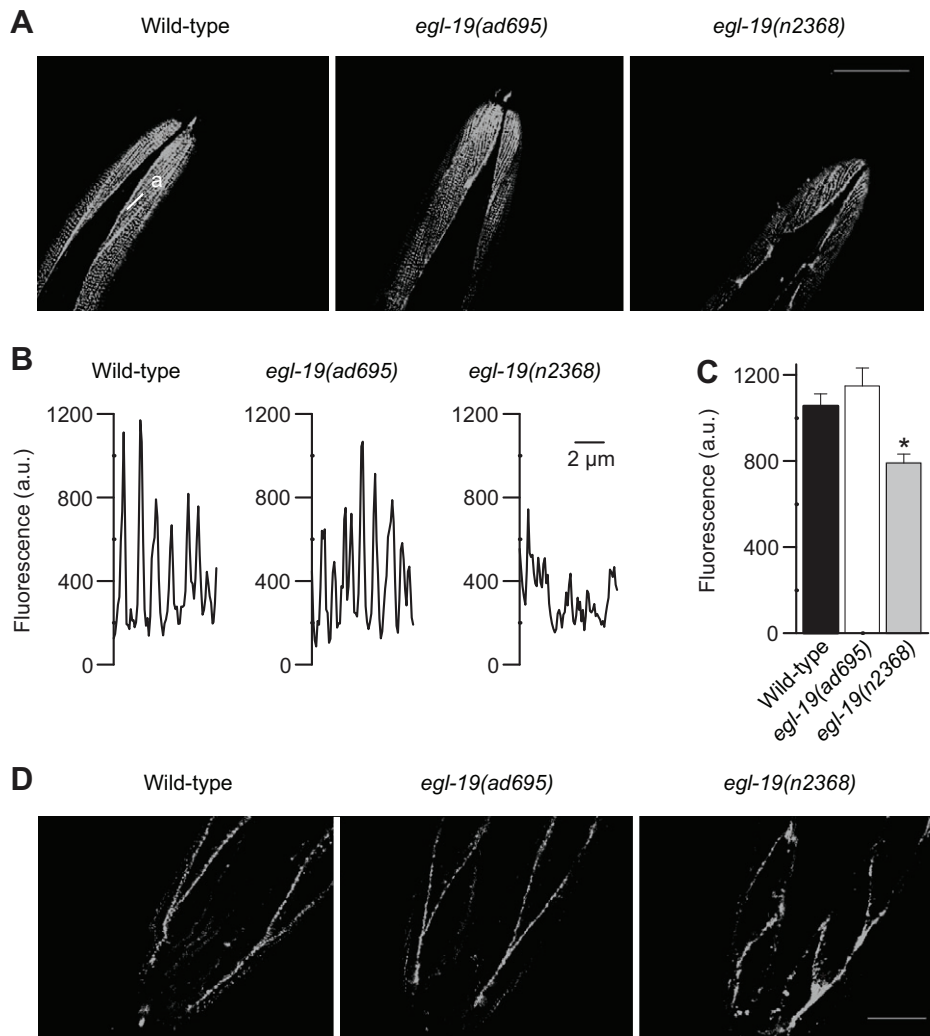 A
Wild-type egl-19(ad695) egl-19(n2368)
a
B
Wild-type egl-19(ad695) egl-19(n2368)
Fluorescence (a.u.)
1200
800
400
0
1200
800
400
0
1200
800
400
0
2 µm
C
Fluorescence (a.u.)
1200
800
400
0
*
Wild-type
egl-19(ad695)
egl-19(n2368)
D
Wild-type egl-19(ad695) egl-19(n2368)